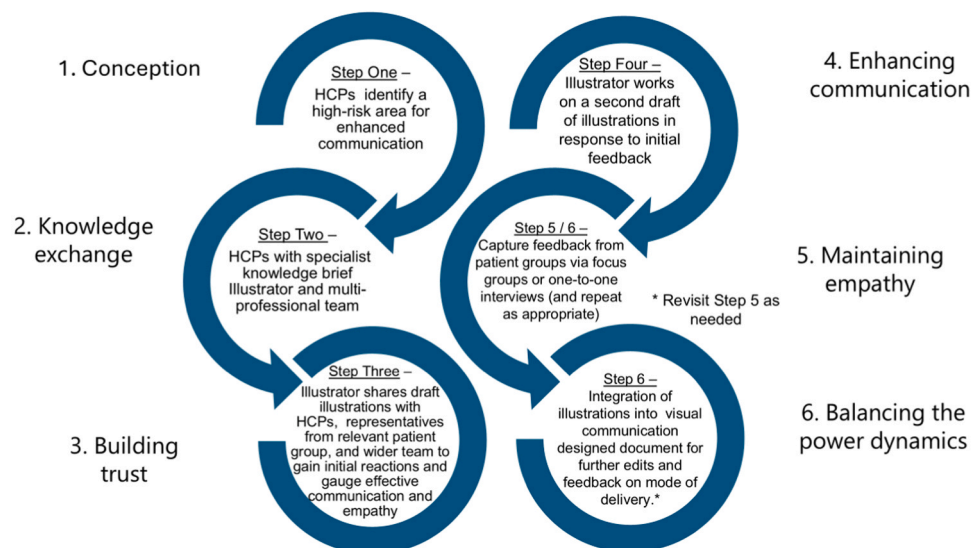 1. Conception
Step One –
HCPs identify a
high-risk area for
enhanced
communication
2. Knowledge
exchange
Step Two –
HCPs with specialist
knowledge brief
Illustrator and multi-
professional team
3. Building
trust
Step Three –
Illustrator shares draft
illustrations with
HCPs, representatives
from relevant patient
group, and wider team to
gain initial reactions and
gauge effective
communication and
empathy
4. Enhancing
communication
Step Four–
Illustrator works
on a second draft
of illustrations in
response to initial
feedback
5. Maintaining
empathy
Step 5 / 6 –
Capture feedback from
patient groups via focus
groups or one-to-one
interviews (and repeat
as appropriate)
* Revisit Step 5 as
needed
6. Balancing the
power dynamics
Step 6 –
Integration of
illustrations into visual
communication
designed document for
further edits and
feedback on mode of
delivery.*